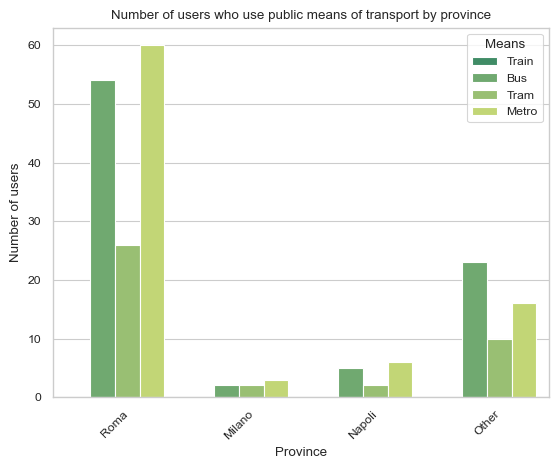 Number of users who use public means of transport by province
Means
Train
Bus
Tram
Metro
Number of users
60
50
40
30
20
10
0
Roma
Milano
Napoli
Other
Province